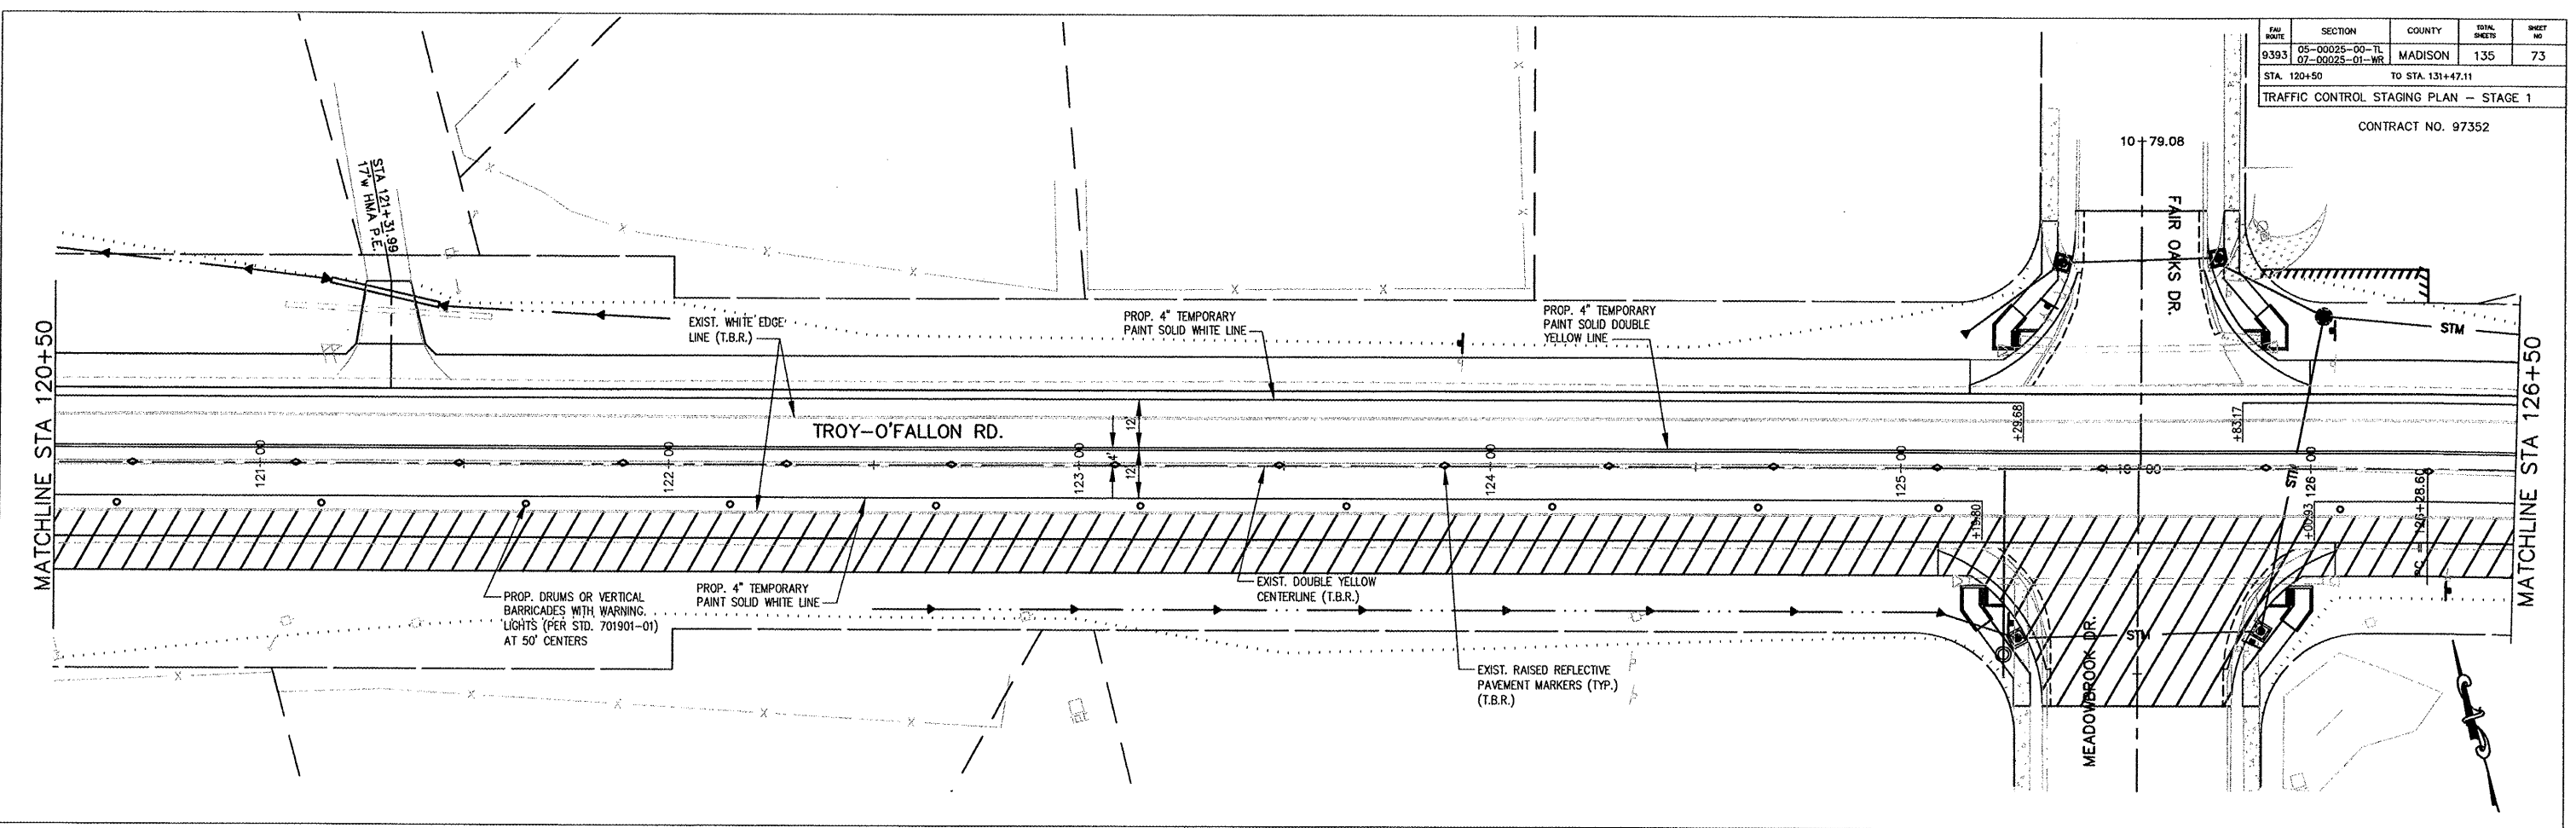 FAU ROUTE SECTION COUNTY TOTAL SHEETS SHEET NO
9393 05-00025-00-TL 07-00025-01-WR MADISON 135 73
STA. 120+50 TO STA. 131+47.11
TRAFFIC CONTROL STAGING PLAN - STAGE 1
CONTRACT NO. 97352
10+79.08
FAIR OAKS DR.
STA 121+31.99
17'w HMA P.E.
MATCHLINE STA 120+50
EXIST. WHITE EDGE
LINE (T.B.R.)
PROP. 4" TEMPORARY
PAINT SOLID WHITE LINE
PROP. 4" TEMPORARY
PAINT SOLID DOUBLE
YELLOW LINE
STM
MATCHLINE STA 126+50
TROY-O'FALLON RD.
12'
4'
12'
+29.68
+83.17
121+00
122+00
123+00
124+00
125+00
10+00
126+00
STM
+19.80
+00.93
PC = 126+28.60
PROP. DRUMS OR VERTICAL
BARRICADES WITH WARNING
LIGHTS (PER STD. 701901-01)
AT 50' CENTERS
PROP. 4" TEMPORARY
PAINT SOLID WHITE LINE
EXIST. DOUBLE YELLOW
CENTERLINE (T.B.R.)
EXIST. RAISED REFLECTIVE
PAVEMENT MARKERS (TYP.)
(T.B.R.)
STM
MEADOWBROOK DR.